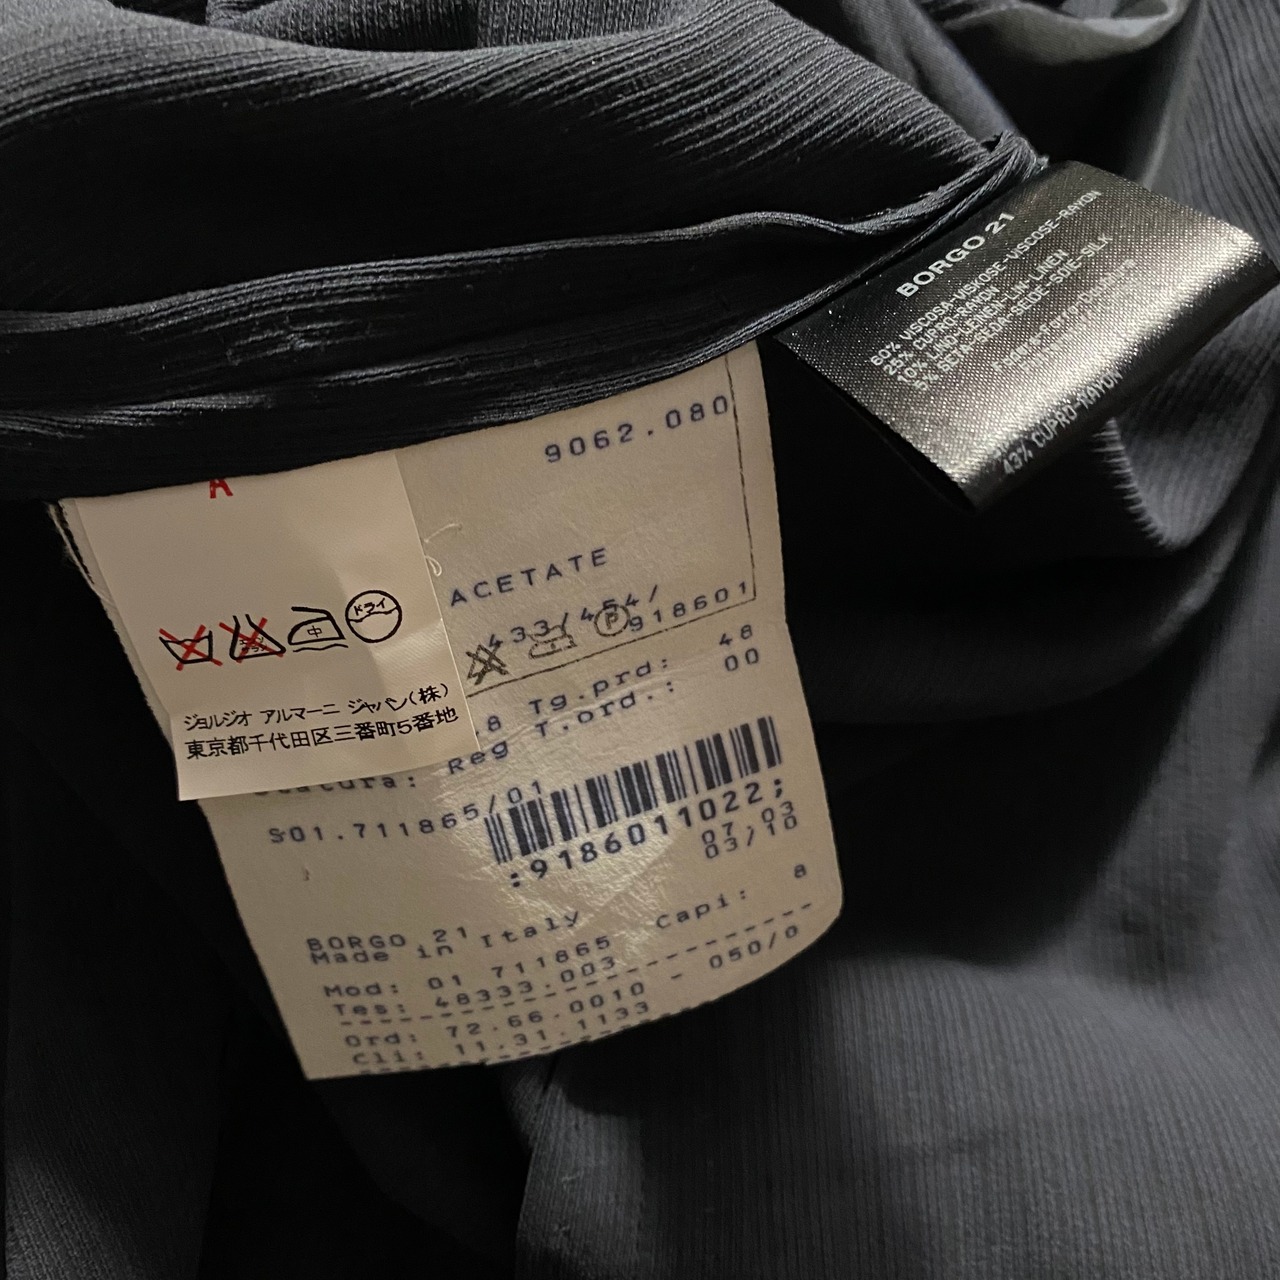 BORGO 21
60% VISCOSA-VISKOSE-VISCOSE-RAYON
25% CUPRO-RAYON
10% LINO-LEINEN-LIN-LINEN
5% SETA-SEIDE-SOIE-SILK
43% CUPRO-RAYON
9062.080
A
ACETATE
433/454/
918601
P
中
ドライ
ジョルジオ アルマーニ ジャパン(株)
東京都千代田区三番町5番地
8 Tg.prd: 48
Reg T.ord.: 00
S01.711865/01
:9186011022;
07 03
03/10
BORGO 21
Made in Italy
Capi: a
Mod: 01 711865
Tes: 48333.003
Ord: 72.66.0010 - 050/0
Cli: 11.31.1133